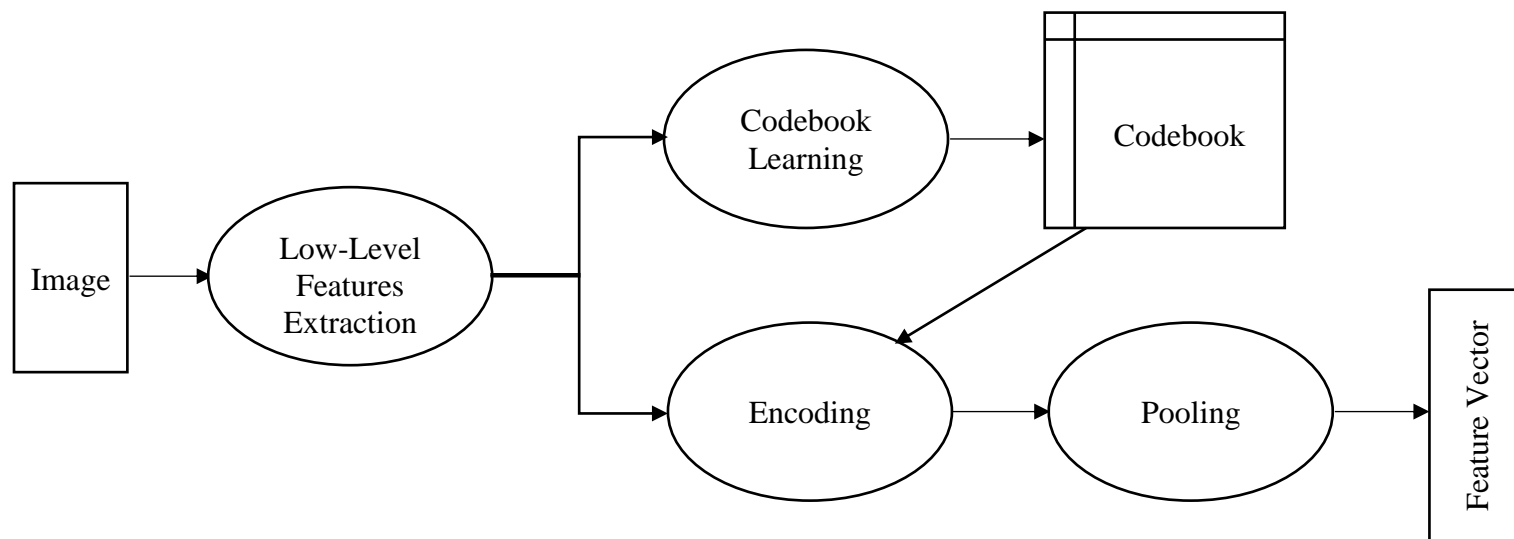 Image
Low-Level
Features
Extraction
Codebook
Learning
Codebook
Encoding
Pooling
Feature Vector